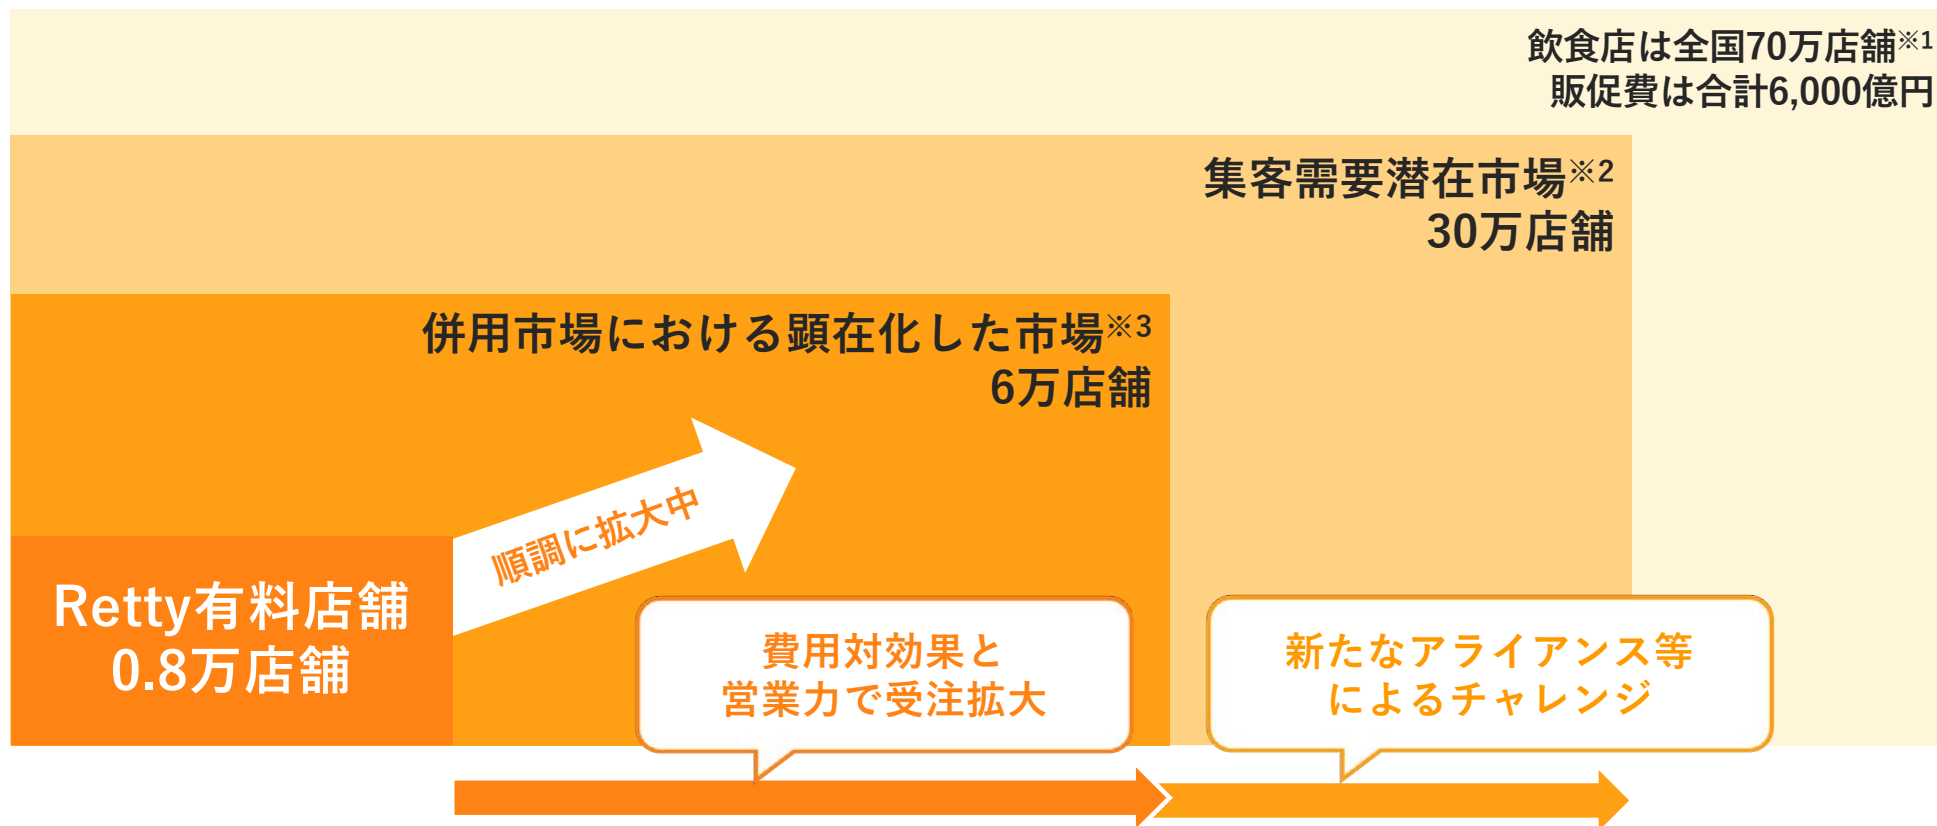 飲食店は全国70万店舗※1
販促費は合計6,000億円
集客需要潜在市場※2
30万店舗
併用市場における顕在化した市場※3
6万店舗
順調に拡大中
Retty有料店舗
0.8万店舗
費用対効果と
営業力で受注拡大
新たなアライアンス等
によるチャレンジ